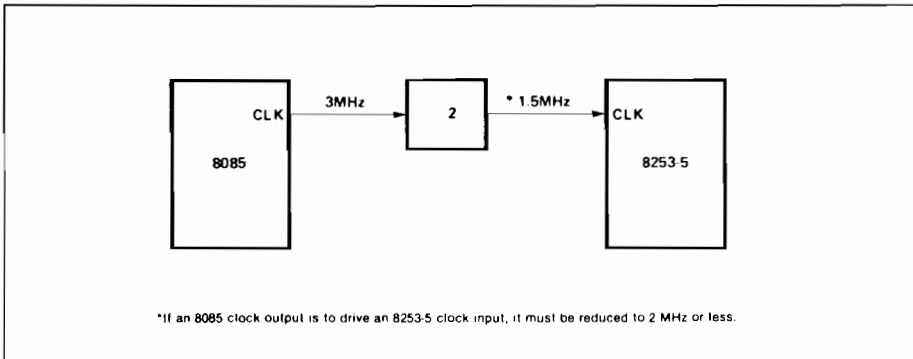 3MHz
* 1.5MHz
CLK
2
CLK
8085
8253-5
*If an 8085 clock output is to drive an 8253-5 clock input, it must be reduced to 2 MHz or less.